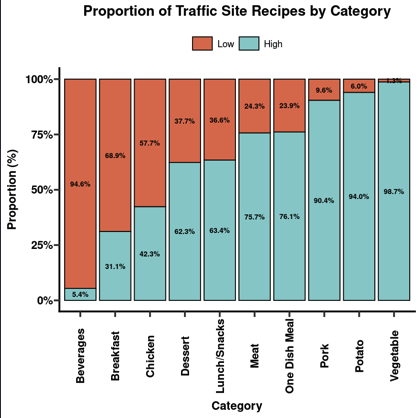 Proportion of Traffic Site Recipes by Category
Low High
Proportion (%)
100%
75%
50%
25%
0%
94.6% 68.9% 57.7% 37.7% 36.6% 24.3% 23.9% 9.6% 6.0% 1.3%
5.4% 31.1% 42.3% 62.3% 63.4% 75.7% 76.1% 90.4% 94.0% 98.7%
Beverages
Breakfast
Chicken
Dessert
Lunch/Snacks
Meat
One Dish Meal
Pork
Potato
Vegetable
Category